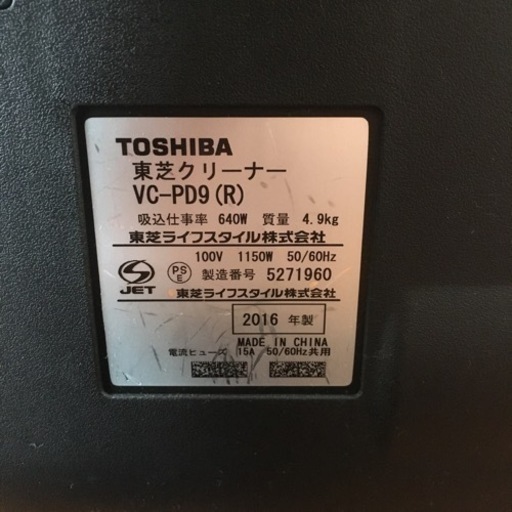 TOSHIBA
東芝クリーナー
VC-PD9(R)
吸込仕事率 640W 質量 4.9kg
東芝ライフスタイル株式会社
100V 1150W 50/60Hz
JET PS E 製造番号 5271960
東芝ライフスタイル株式会社
2016 年製
MADE IN CHINA
電流ヒューズ 15A 50/60Hz共用